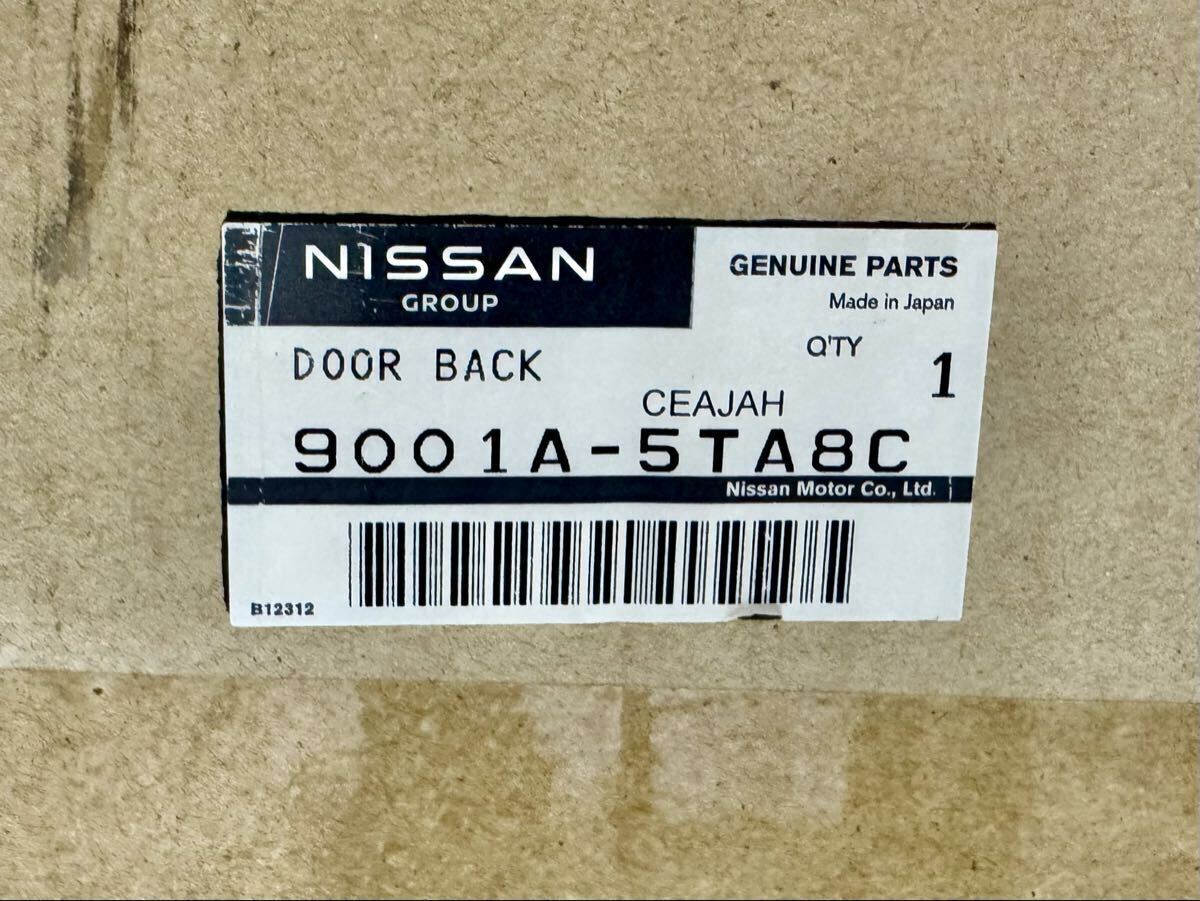 NISSAN
GROUP
GENUINE PARTS
Made in Japan
DOOR BACK
Q'TY 1
CEAJAH
9001A-5TA8C
Nissan Motor Co., Ltd.
B12312